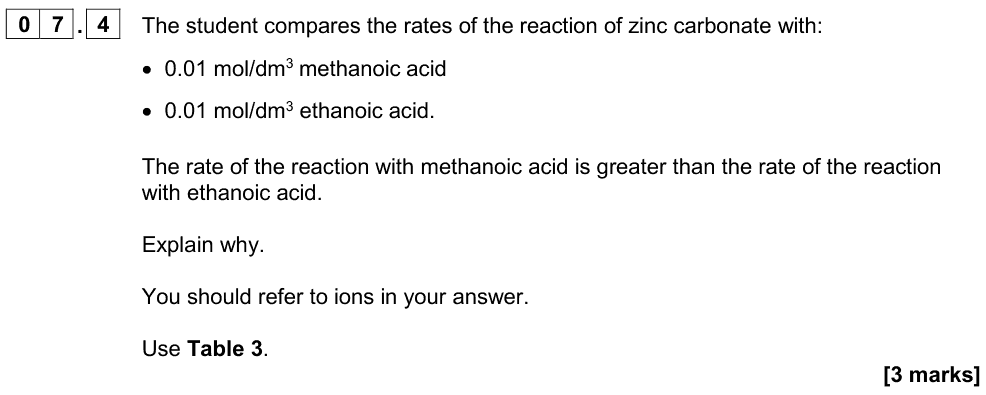 0 7 . 4 The student compares the rates of the reaction of zinc carbonate with:
• 0.01 mol/dm³ methanoic acid
• 0.01 mol/dm³ ethanoic acid.
The rate of the reaction with methanoic acid is greater than the rate of the reaction
with ethanoic acid.
Explain why.
You should refer to ions in your answer.
Use Table 3.
[3 marks]